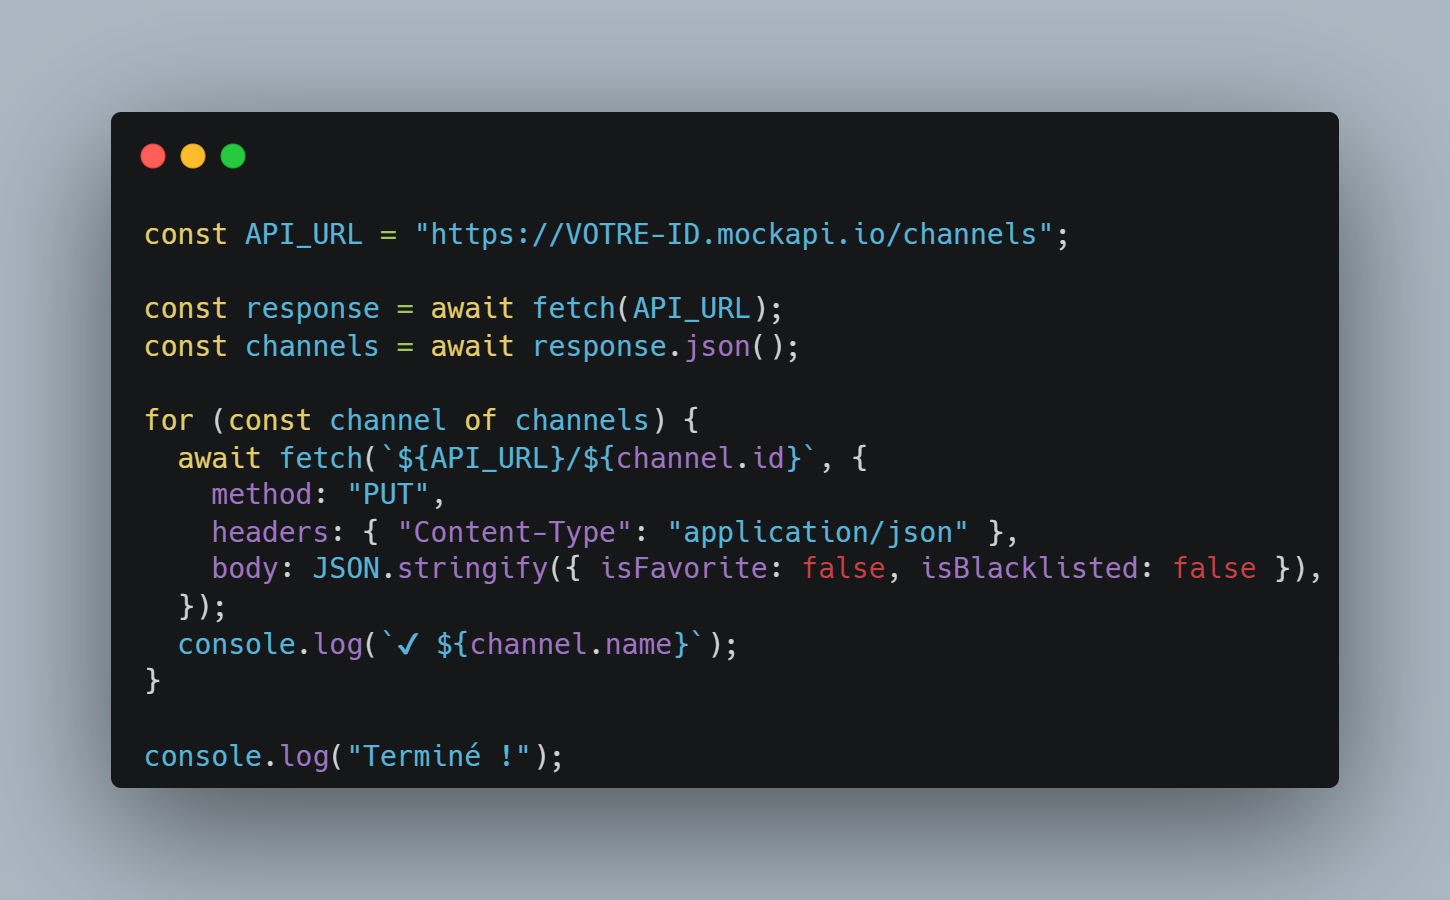 const API_URL = "https://VOTRE-ID.mockapi.io/channels";
const response = await fetch(API_URL);
const channels = await response.json();
for (const channel of channels) {
  await fetch(`${API_URL}/${channel.id}`, {
    method: "PUT",
    headers: { "Content-Type": "application/json" },
    body: JSON.stringify({ isFavorite: false, isBlacklisted: false }),
  });
  console.log(`✓ ${channel.name}`);
}
console.log("Terminé !");